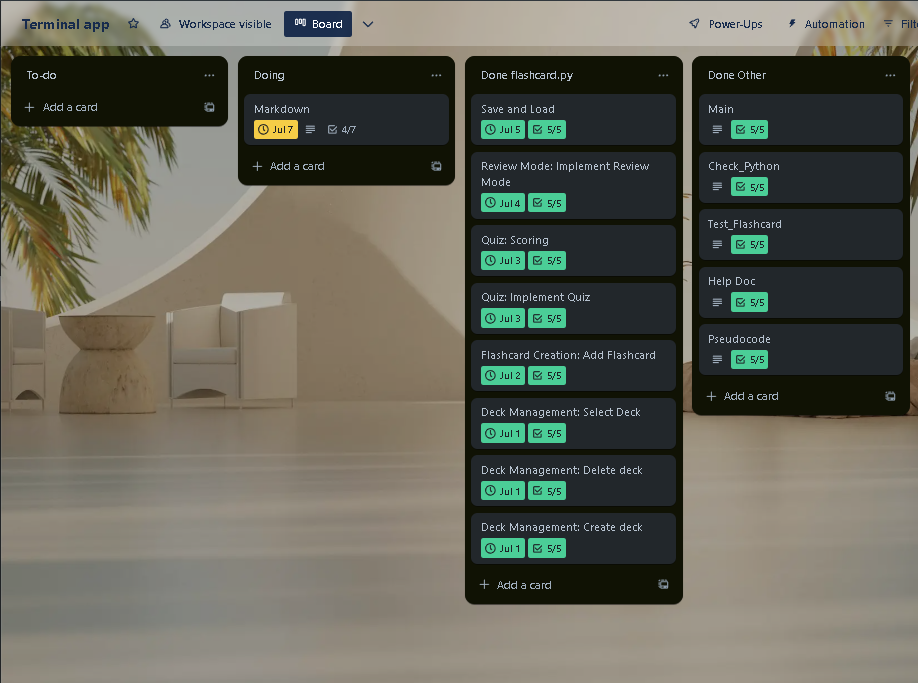 Terminal app
Workspace visible
Board
Power-Ups
Automation
To-do
Add a card
Doing
Markdown
Jul 7
4/7
Add a card
Done flashcard.py
Save and Load
Jul 5
5/5
Review Mode: Implement Review
Mode
Jul 4
5/5
Quiz: Scoring
Jul 3
5/5
Quiz: Implement Quiz
Jul 3
5/5
Flashcard Creation: Add Flashcard
Jul 2
5/5
Deck Management: Select Deck
Jul 1
5/5
Deck Management: Delete deck
Jul 1
5/5
Deck Management: Create deck
Jul 1
5/5
Add a card
Done Other
Main
5/5
Check_Python
5/5
Test_Flashcard
5/5
Help Doc
5/5
Pseudocode
5/5
Add a card